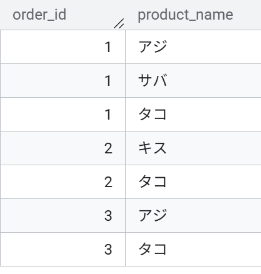 order_id product_name
1 アジ
1 サバ
1 タコ
2 キス
2 タコ
3 アジ
3 タコ